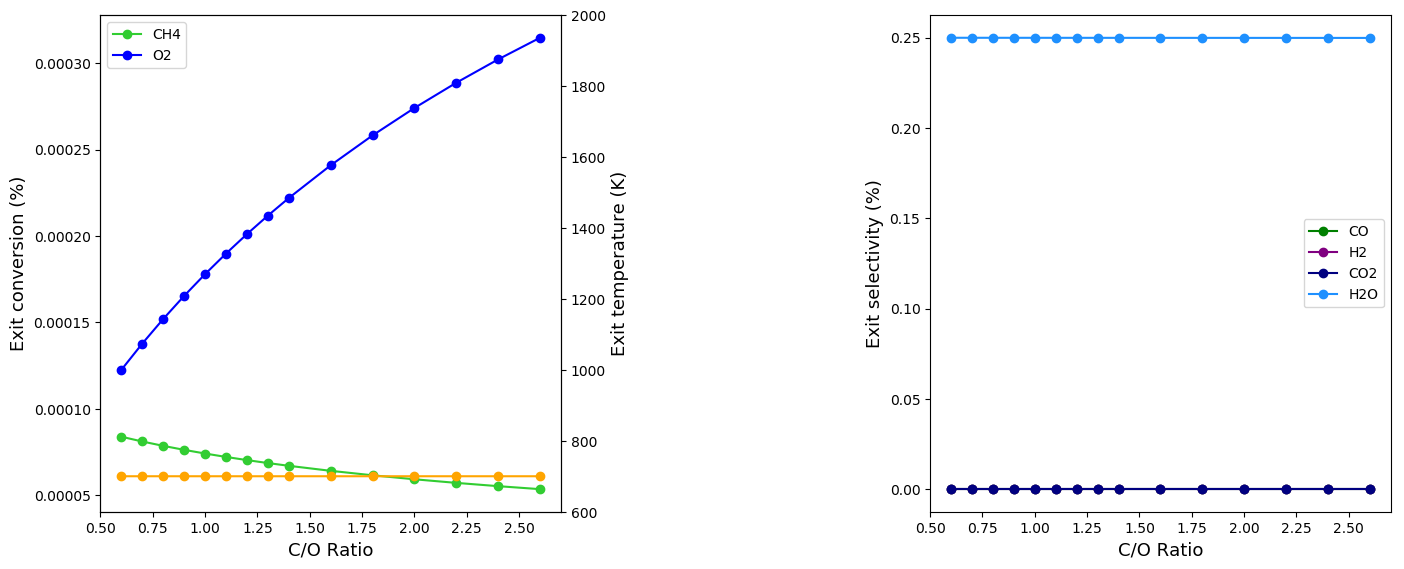 CH4
O2
0.00030
0.00025
0.00020
0.00015
0.00010
0.00005
Exit conversion (%)
0.50 0.75 1.00 1.25 1.50 1.75 2.00 2.25 2.50
C/O Ratio
2000
1800
1600
1400
1200
1000
800
600
Exit temperature (K)
0.25
0.20
0.15
0.10
0.05
0.00
Exit selectivity (%)
CO
H2
CO2
H2O
0.50 0.75 1.00 1.25 1.50 1.75 2.00 2.25 2.50
C/O Ratio